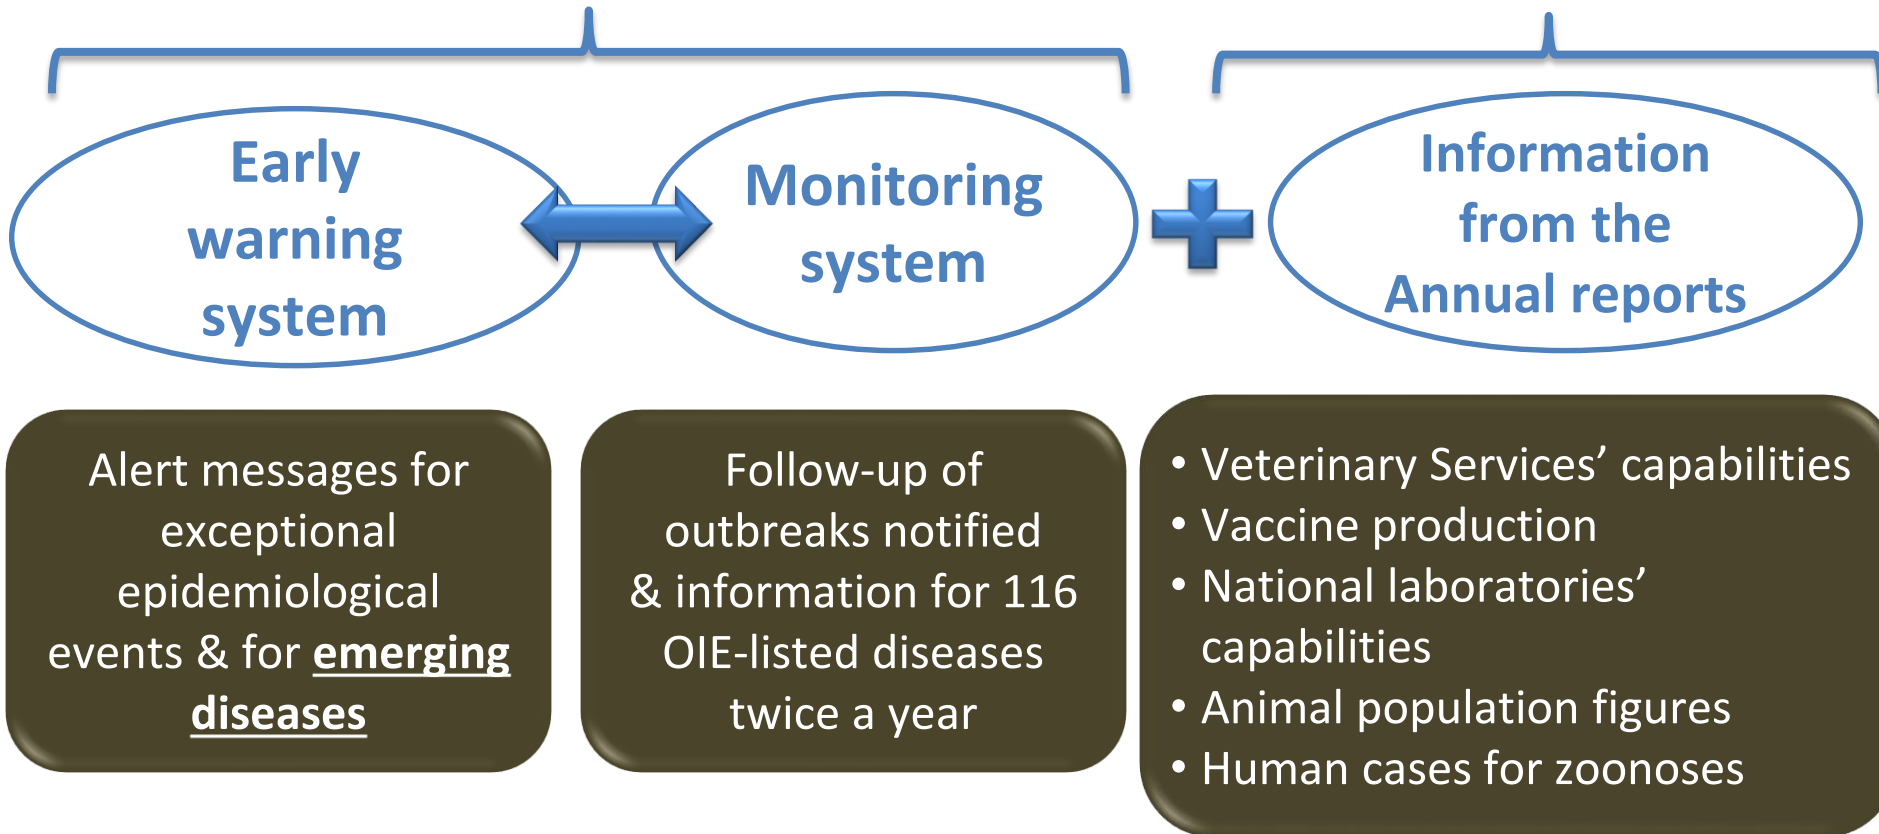 Early
warning
system
Monitoring
system
Information
from the
Annual reports
Alert messages for
exceptional
epidemiological
events & for emerging
diseases
Follow-up of
outbreaks notified
& information for 116
OIE-listed diseases
twice a year
• Veterinary Services’ capabilities
• Vaccine production
• National laboratories’
capabilities
• Animal population figures
• Human cases for zoonoses